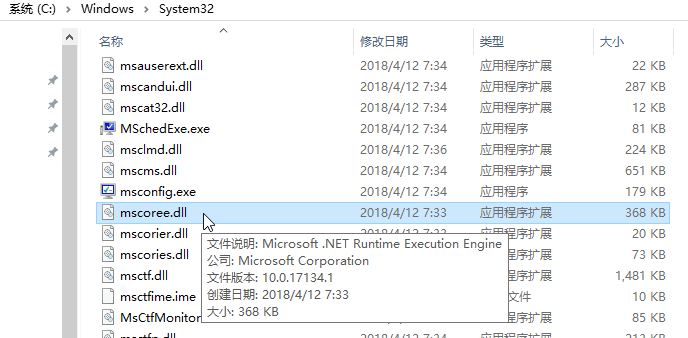 系统 (C:) > Windows > System32
名称 修改日期 类型 大小
msauserext.dll 2018/4/12 7:34 应用程序扩展 22 KB
mscandui.dll 2018/4/12 7:34 应用程序扩展 287 KB
mscat32.dll 2018/4/12 7:34 应用程序扩展 12 KB
MSchedExe.exe 2018/4/12 7:34 应用程序 81 KB
msclmd.dll 2018/4/12 7:36 应用程序扩展 224 KB
mscms.dll 2018/4/12 7:34 应用程序扩展 651 KB
msconfig.exe 2018/4/12 7:34 应用程序 179 KB
mscoree.dll 2018/4/12 7:33 应用程序扩展 368 KB
mscorier.dll 展 20 KB
mscories.dll 展 73 KB
msctf.dll 展 1,481 KB
msctfime.ime 文件 10 KB
MsCtfMonitor 展 85 KB
文件说明: Microsoft .NET Runtime Execution Engine
公司: Microsoft Corporation
文件版本: 10.0.17134.1
创建日期: 2018/4/12 7:33
大小: 368 KB